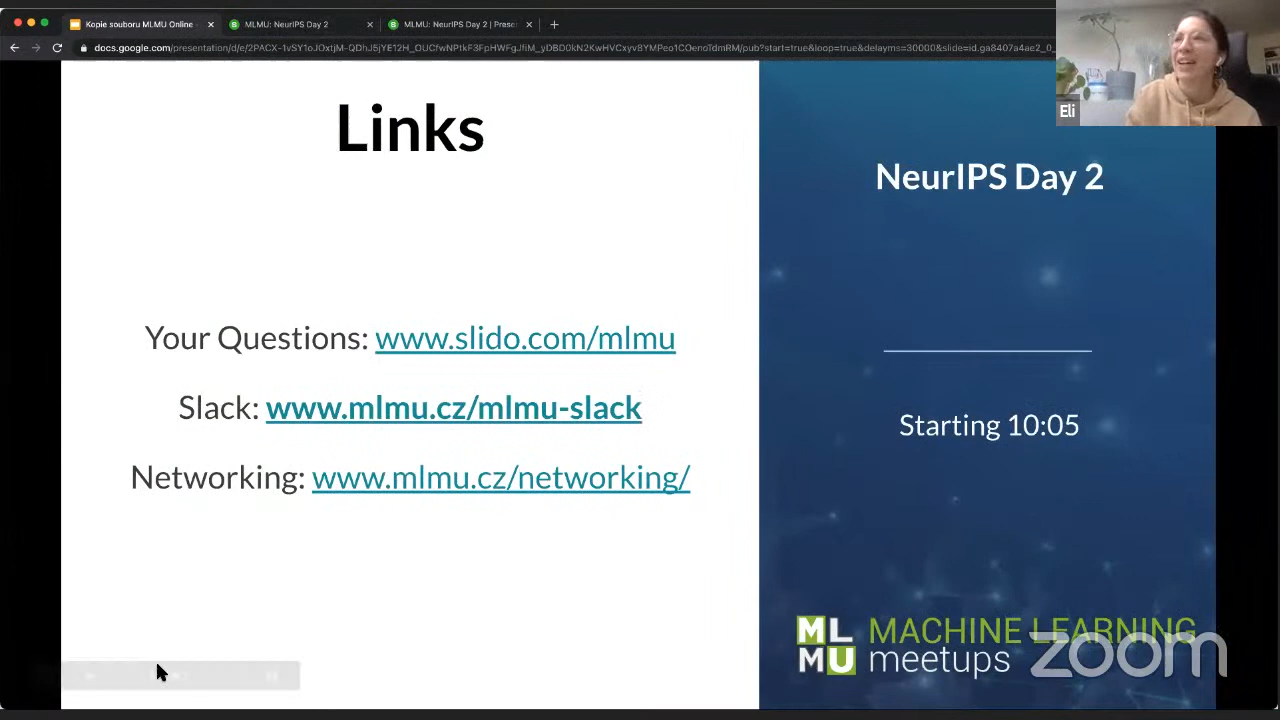 Kopie souboru MLMU Online
MLMU: NeurIPS Day 2
MLMU: NeurIPS Day 2 | Prese
Eli
Links
Your Questions: www.slido.com/mlmu
Slack: www.mlmu.cz/mlmu-slack
Networking: www.mlmu.cz/networking/
NeurIPS Day 2
Starting 10:05
ML
MU
MACHINE LEARNING
meetups
zoom